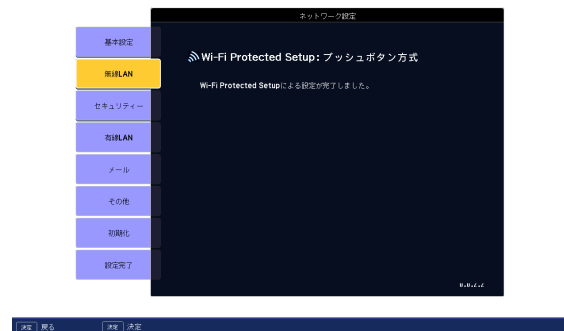 ネットワーク設定
基本設定
無線LAN
セキュリティー
有線LAN
メール
その他
初期化
設定完了
Wi-Fi Protected Setup: プッシュボタン方式
Wi-Fi Protected Setupによる設定が完了しました。
決定 戻る
決定 決定